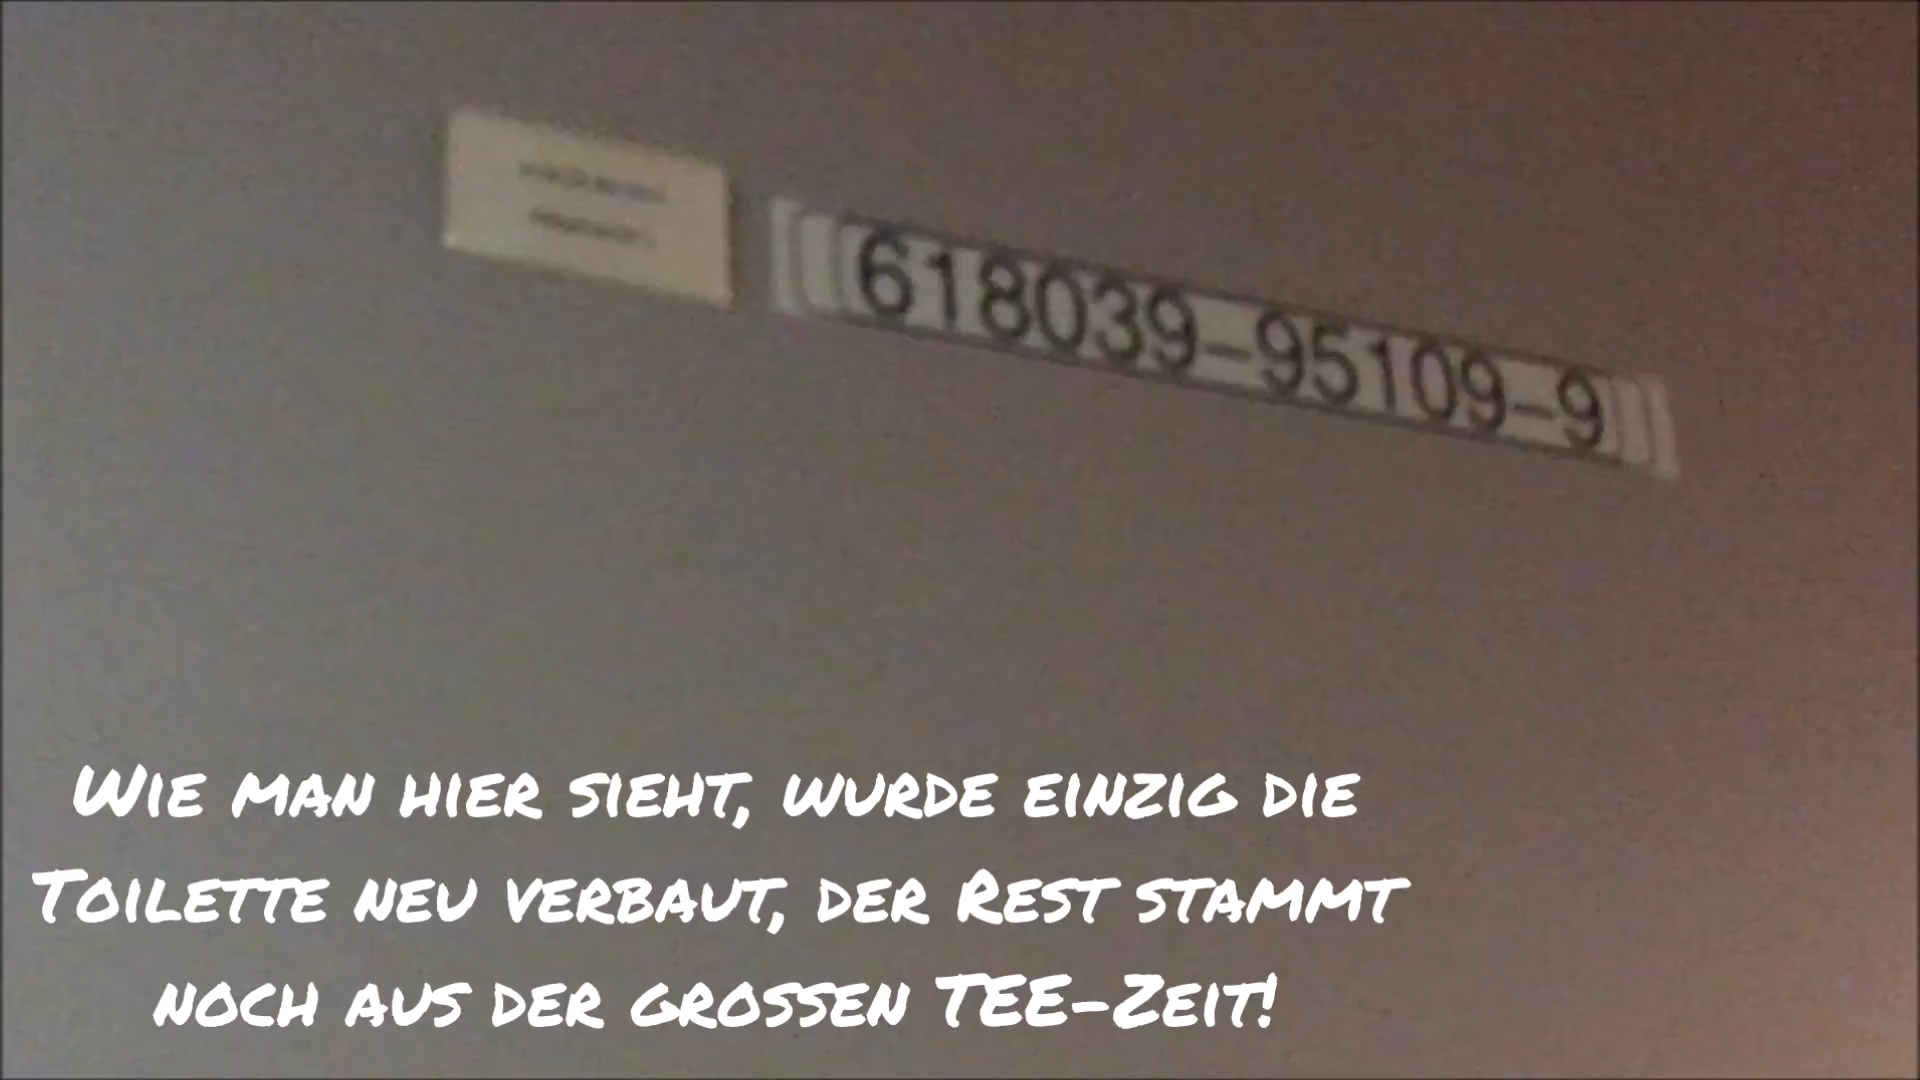 618039-95109-9
Wie man hier sieht, wurde einzig die
Toilette neu verbaut, der Rest stammt
noch aus der grossen TEE-Zeit!